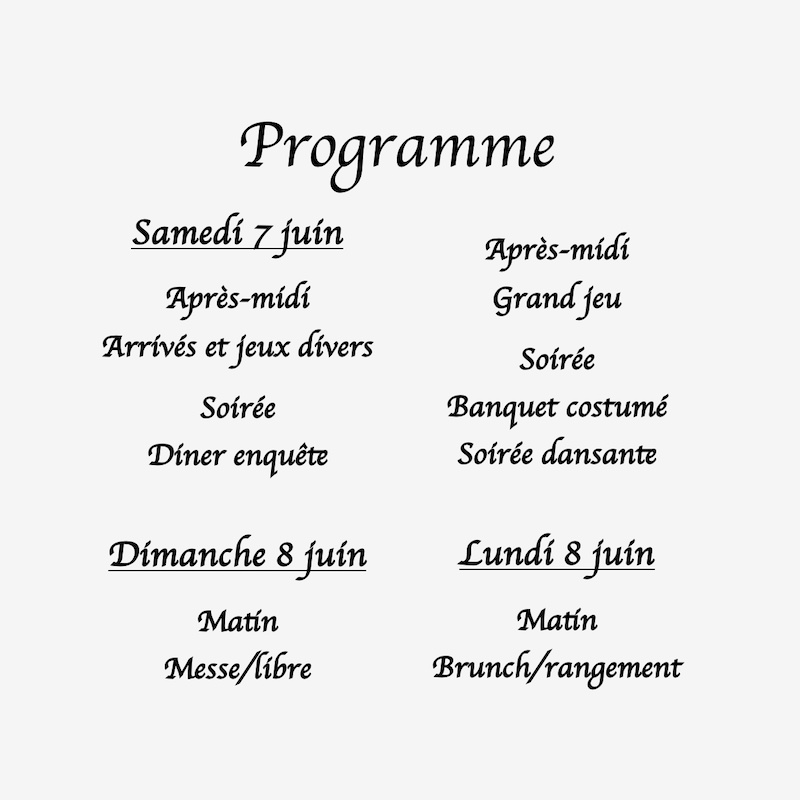 Programme
Samedi 7 juin
Après-midi
Arrivés et jeux divers
Soirée
Diner enquête
Dimanche 8 juin
Matin
Messe/libre
Après-midi
Grand jeu
Soirée
Banquet costumé
Soirée dansante
Lundi 8 juin
Matin
Brunch/rangement